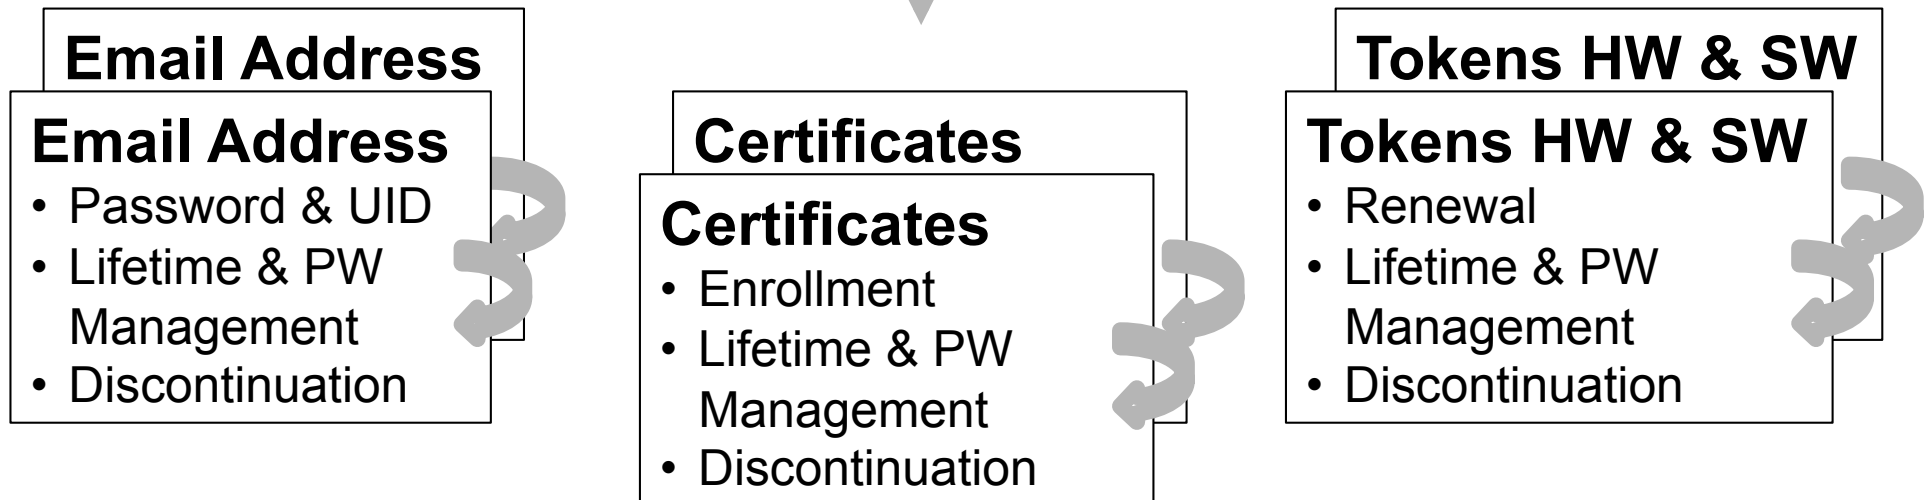 Email Address
Email Address
• Password & UID
• Lifetime & PW
Management
• Discontinuation
Certificates
Certificates
• Enrollment
• Lifetime & PW
Management
• Discontinuation
Tokens HW & SW
Tokens HW & SW
• Renewal
• Lifetime & PW
Management
• Discontinuation